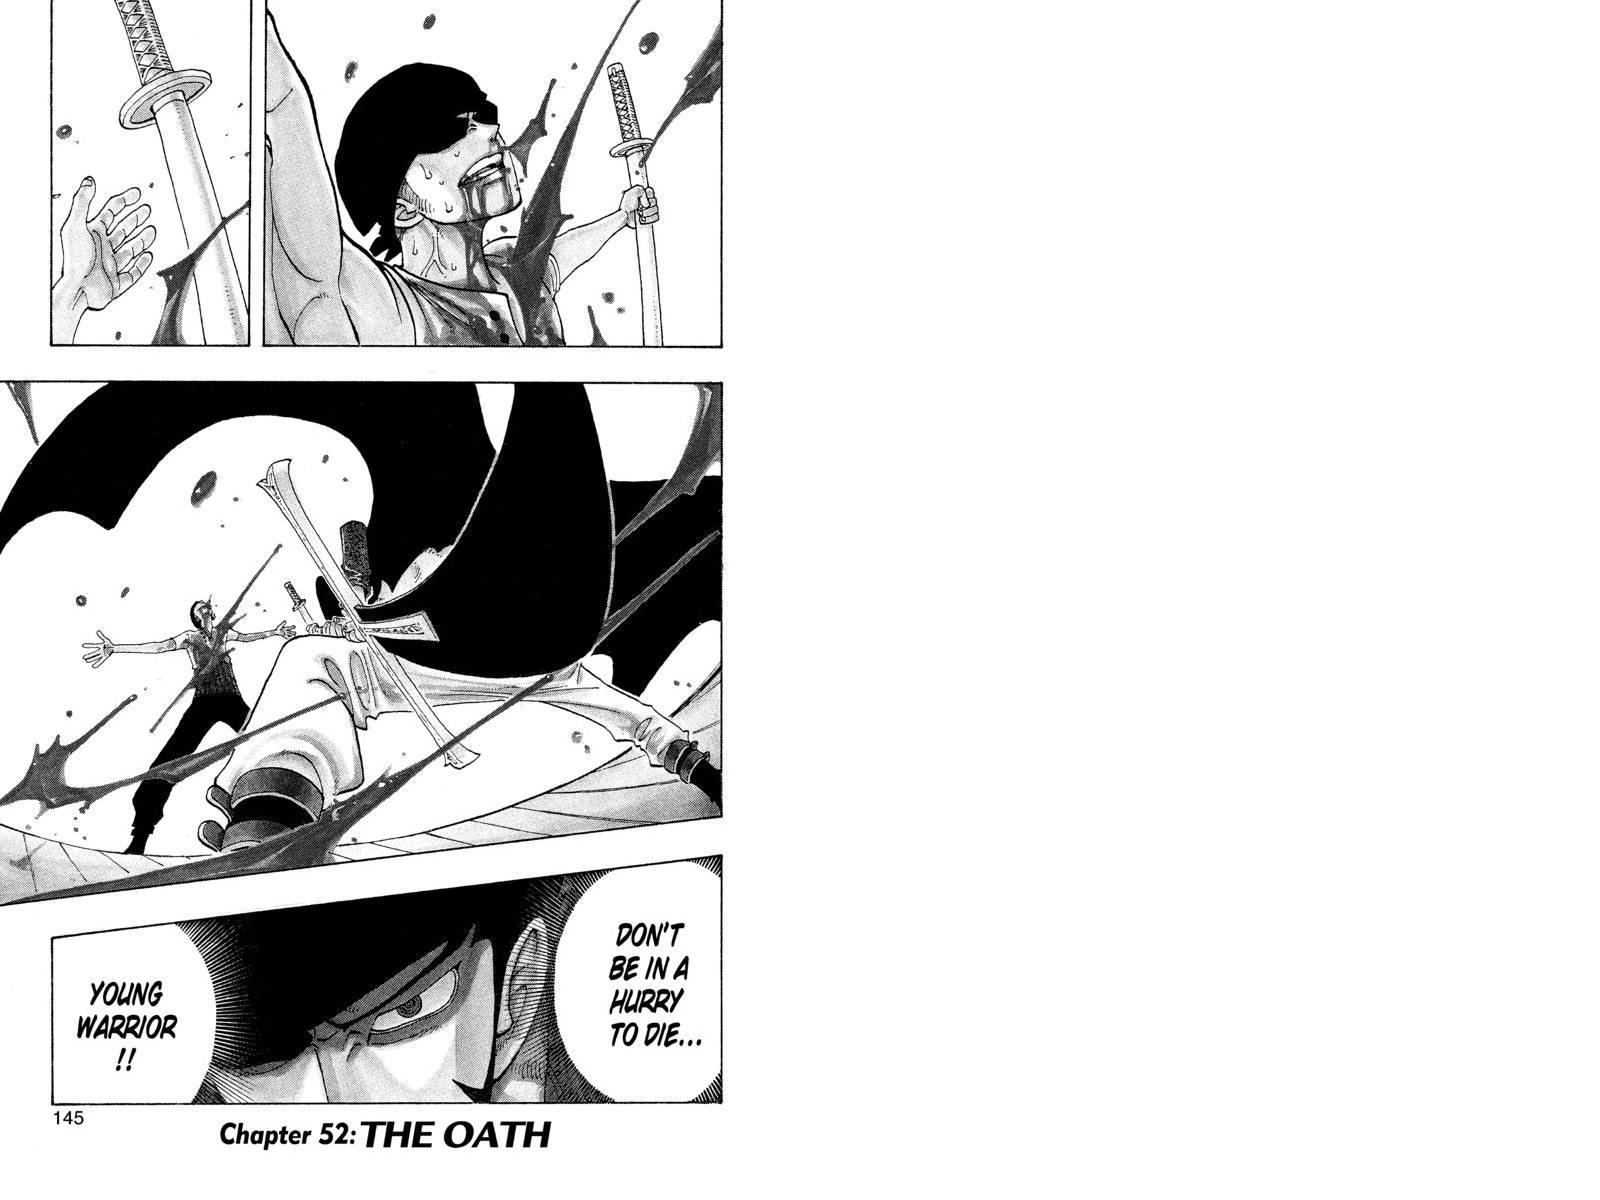 DON'T
BE IN A
HURRY
TO DIE...
YOUNG
WARRIOR
!!
145
Chapter 52: THE OATH